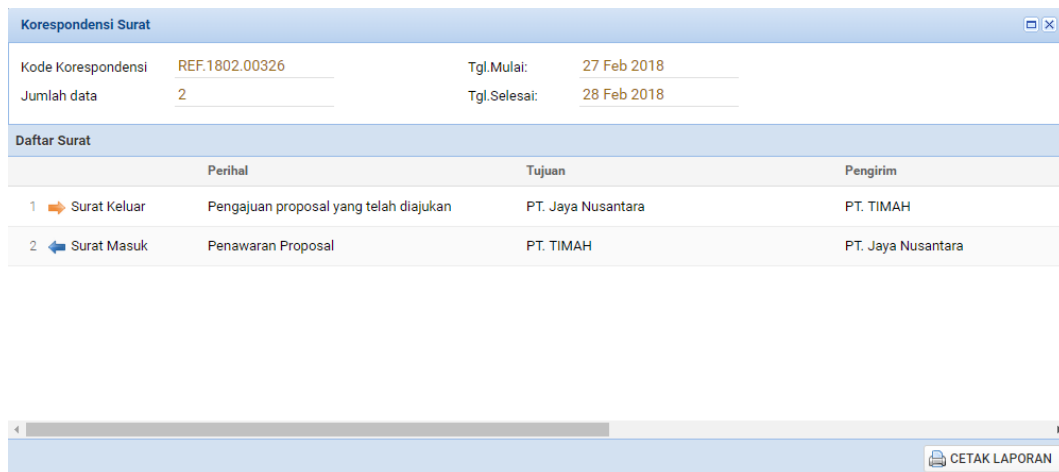 Korespondensi Surat
Kode Korespondensi REF.1802.00326 Tgl.Mulai: 27 Feb 2018
Jumlah data 2 Tgl.Selesai: 28 Feb 2018
Daftar Surat
Perihal Tujuan Pengirim
1 Surat Keluar Pengajuan proposal yang telah diajukan PT. Jaya Nusantara PT. TIMAH
2 Surat Masuk Penawaran Proposal PT. TIMAH PT. Jaya Nusantara
CETAK LAPORAN